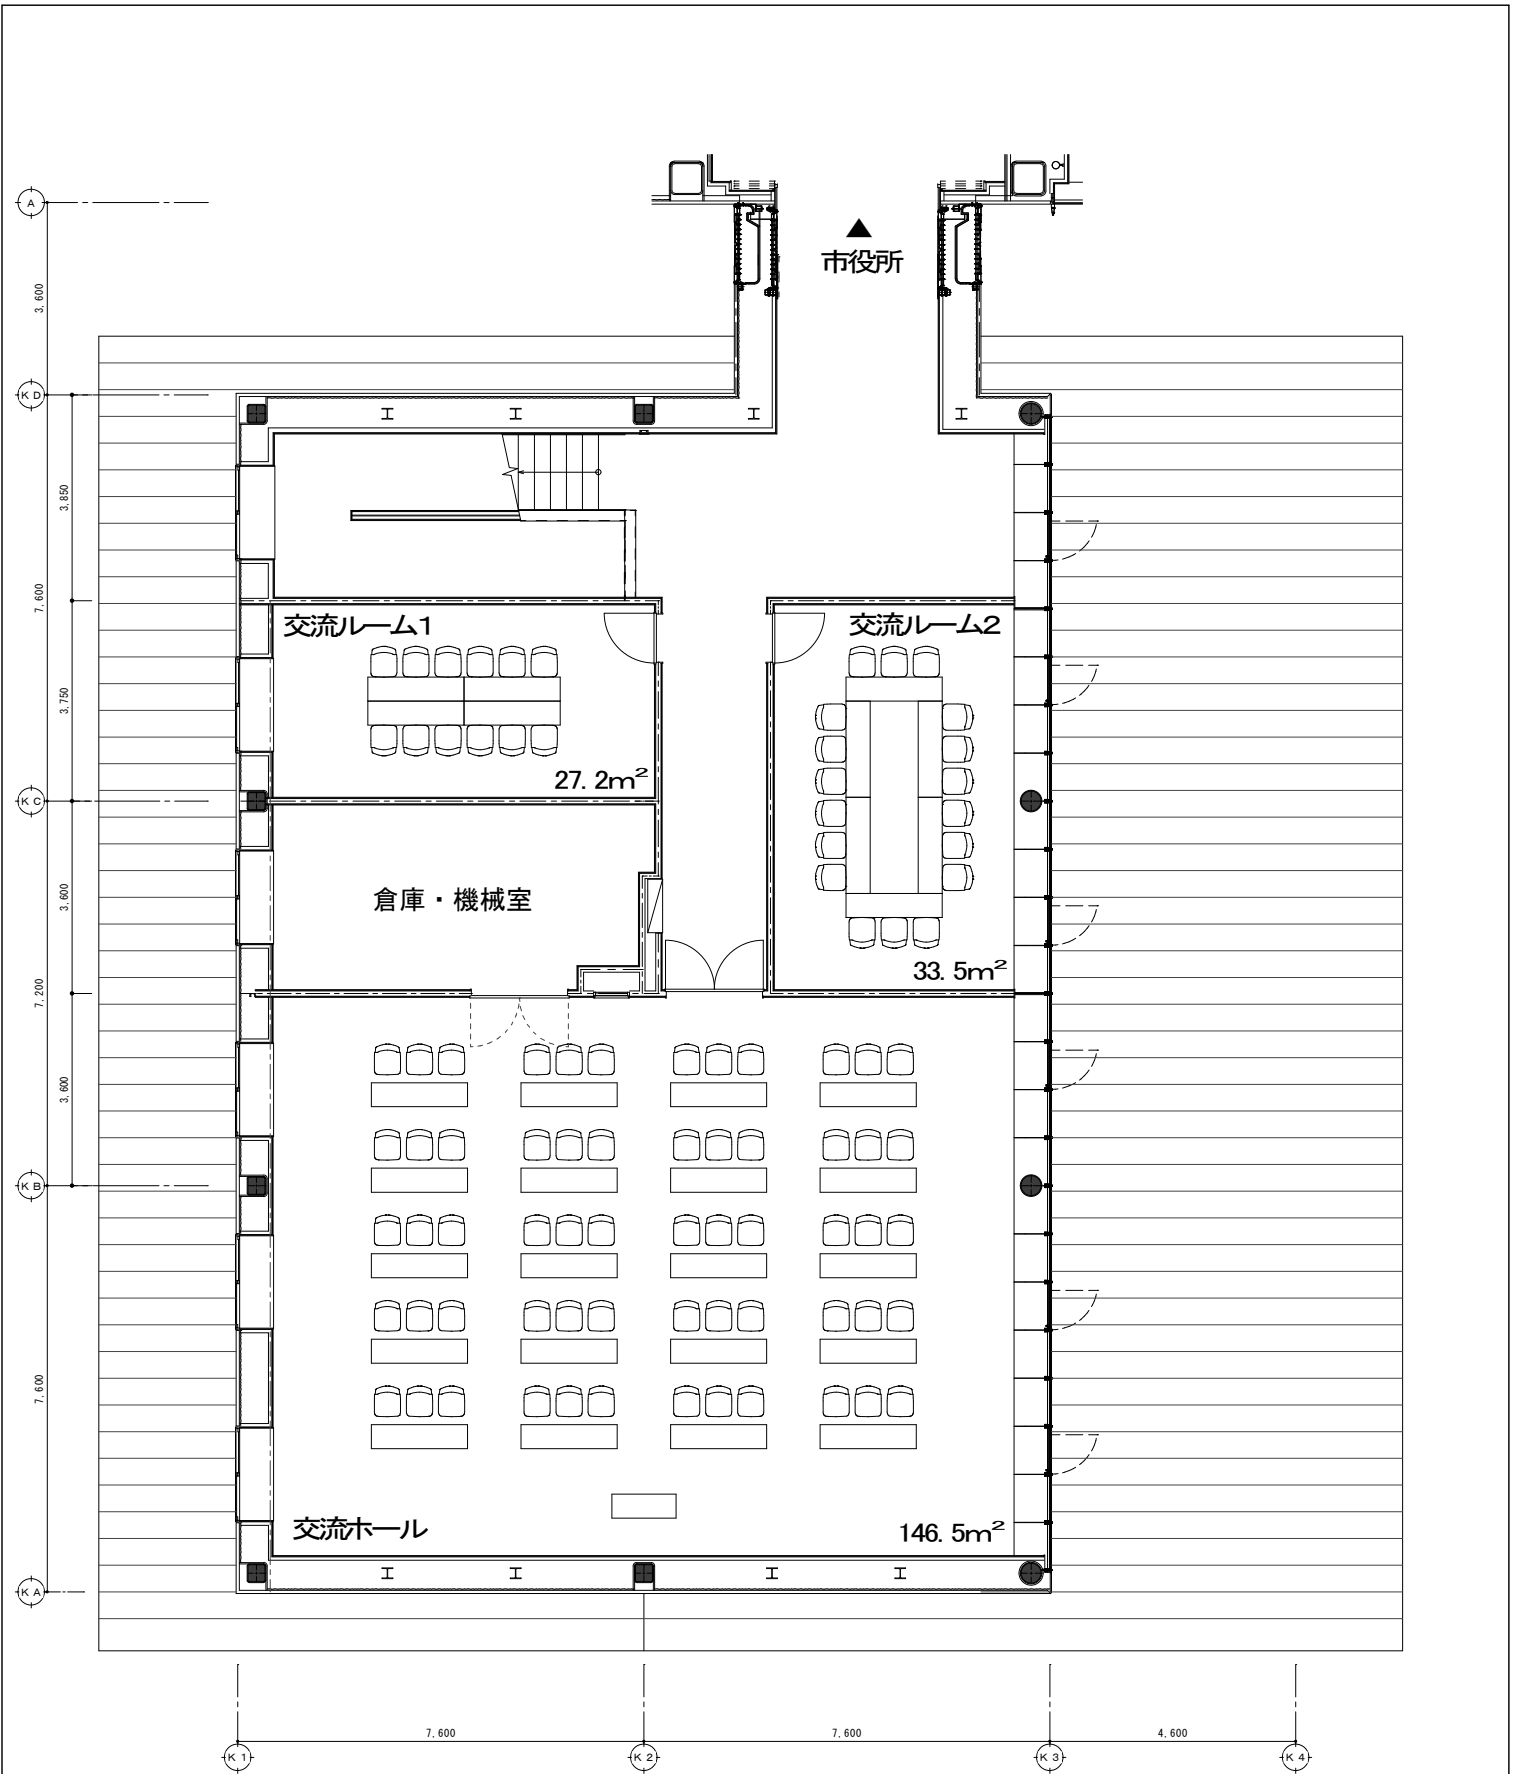 A
▲
市役所
3,600
KD
3,850
7,600
交流ルーム1
交流ルーム2
3,750
27.2m²
KC
3,600
倉庫・機械室
33.5m²
7,200
3,600
KB
7,600
交流ホール
146.5m²
KA
7,600
7,600
4,600
K1
K2
K3
K4